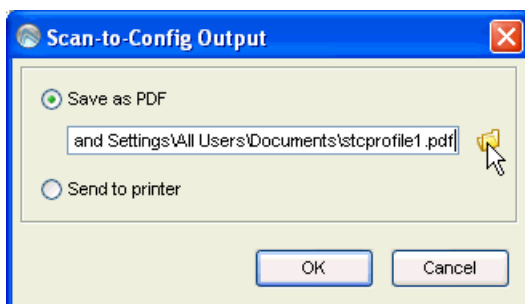 Scan-to-Config Output
Save as PDF
and Settings\All Users\Documents\stcprofile1.pdf
Send to printer
OK Cancel